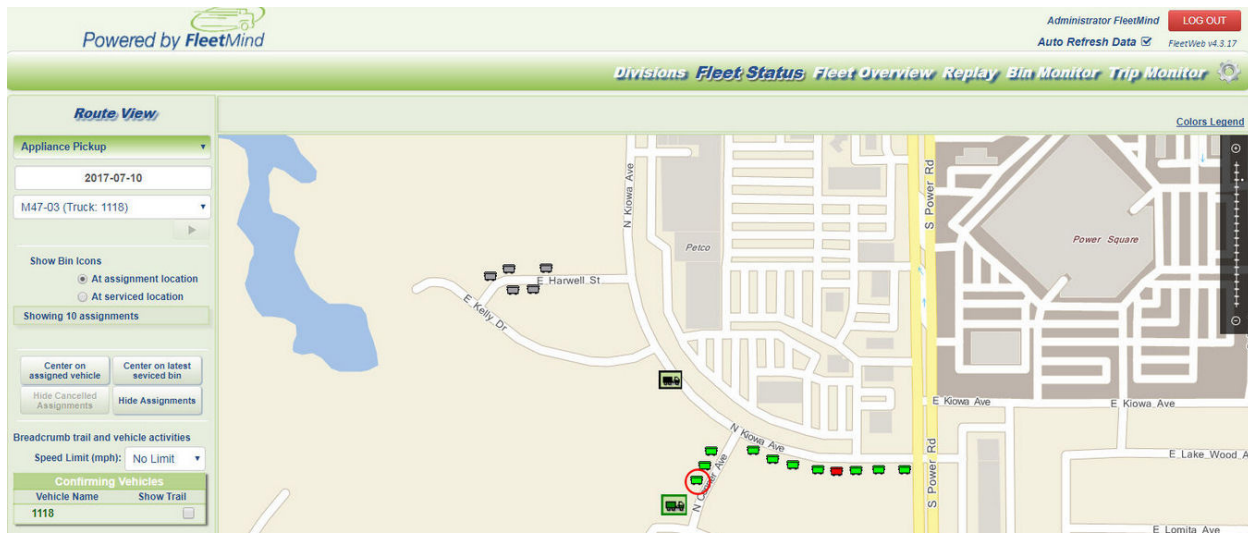 Powered by FleetMind
Administrator FleetMind
LOG OUT
Auto Refresh Data
FleetWeb v4.3.17
Divisions Fleet Status Fleet Overview Replay Bin Monitor Trip Monitor
Route View
Colors Legend
Appliance Pickup
2017-07-10
M47-03 (Truck: 1118)
Show Bin Icons
At assignment location
At serviced location
Showing 10 assignments
Center on
assigned vehicle
Center on latest
seviced bin
Hide Cancelled
Assignments
Hide Assignments
Breadcrumb trail and vehicle activities
Speed Limit (mph): No Limit
Confirming Vehicles
Vehicle Name Show Trail
1118
N Kiowa Ave
S Power Rd
Petco
Power Square
E Harwell St
E Kelly Dr
E Kiowa Ave
E Kiowa Ave
N Kiowa Ave
S Power Rd
E Lake_Wood_A
E Lomita Ave